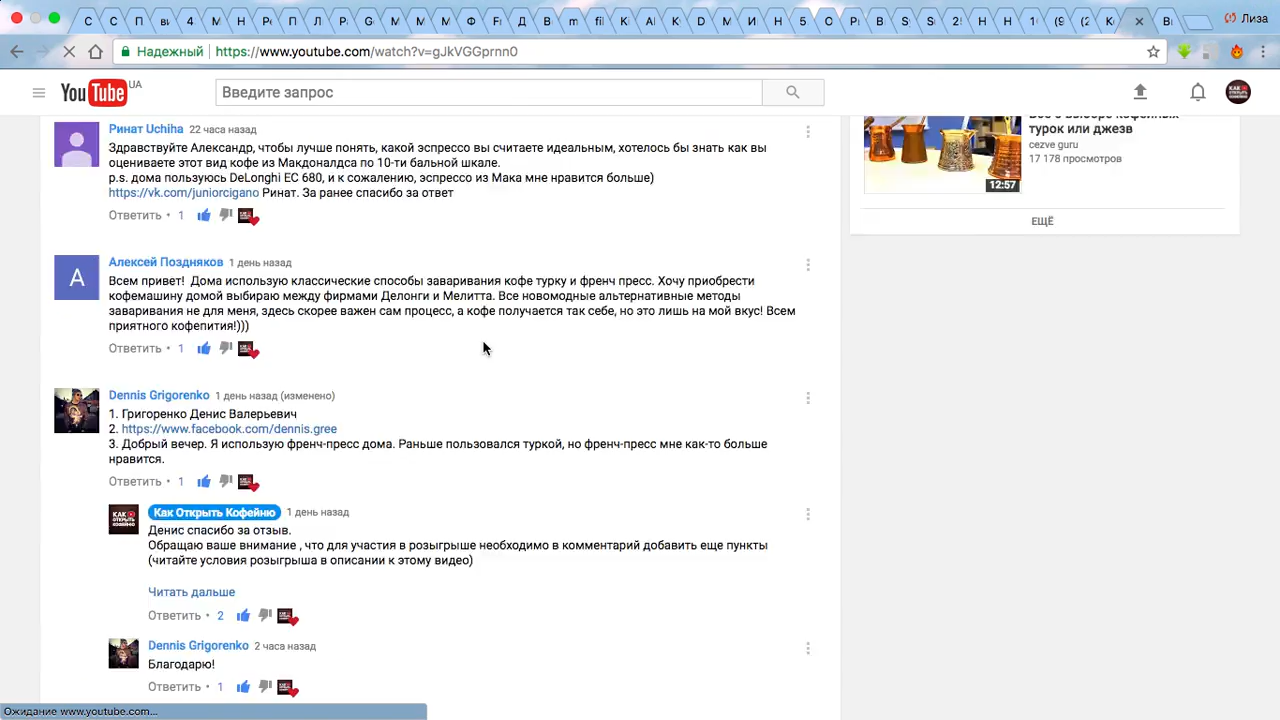 Лиза
Надежный
https://www.youtube.com/watch?v=gJkVGGprnn0
YouTube UA
Введите запрос
Ринат Uchiha 22 часа назад
Здравствуйте Александр, чтобы лучше понять, какой эспрессо вы считаете идеальным, хотелось бы знать как вы
оцениваете этот вид кофе из Макдоналдса по 10-ти бальной шкале.
p.s. дома пользуюсь DeLonghi EC 680, и к сожалению, эспрессо из Мака мне нравится больше)
https://vk.com/juniorcigano Ринат. За ранее спасибо за ответ
Ответить • 1
А
Алексей Поздняков 1 день назад
Всем привет! Дома использую классические способы заваривания кофе турку и френч пресс. Хочу приобрести
кофемашину домой выбираю между фирмами Делонги и Мелитта. Все новомодные альтернативные методы
заваривания не для меня, здесь скорее важен сам процесс, а кофе получается так себе, но это лишь на мой вкус! Всем
приятного кофепития!)))
Ответить • 1
Dennis Grigorenko 1 день назад (изменено)
1. Григоренко Денис Валерьевич
2. https://www.facebook.com/dennis.gree
3. Добрый вечер. Я использую френч-пресс дома. Раньше пользовался туркой, но френч-пресс мне как-то больше
нравится.
Ответить • 1
Как Открыть Кофейню 1 день назад
Денис спасибо за отзыв.
Обращаю ваше внимание , что для участия в розыгрыше необходимо в комментарий добавить еще пункты
(читайте условия розыгрыша в описании к этому видео)
Читать дальше
Ответить • 2
Dennis Grigorenko 2 часа назад
Благодарю!
Ответить • 1
Все о выборе кофейных
турок или джезв
cezve guru
17 178 просмотров
12:57
ЕЩЁ
Ожидание www.youtube.com...